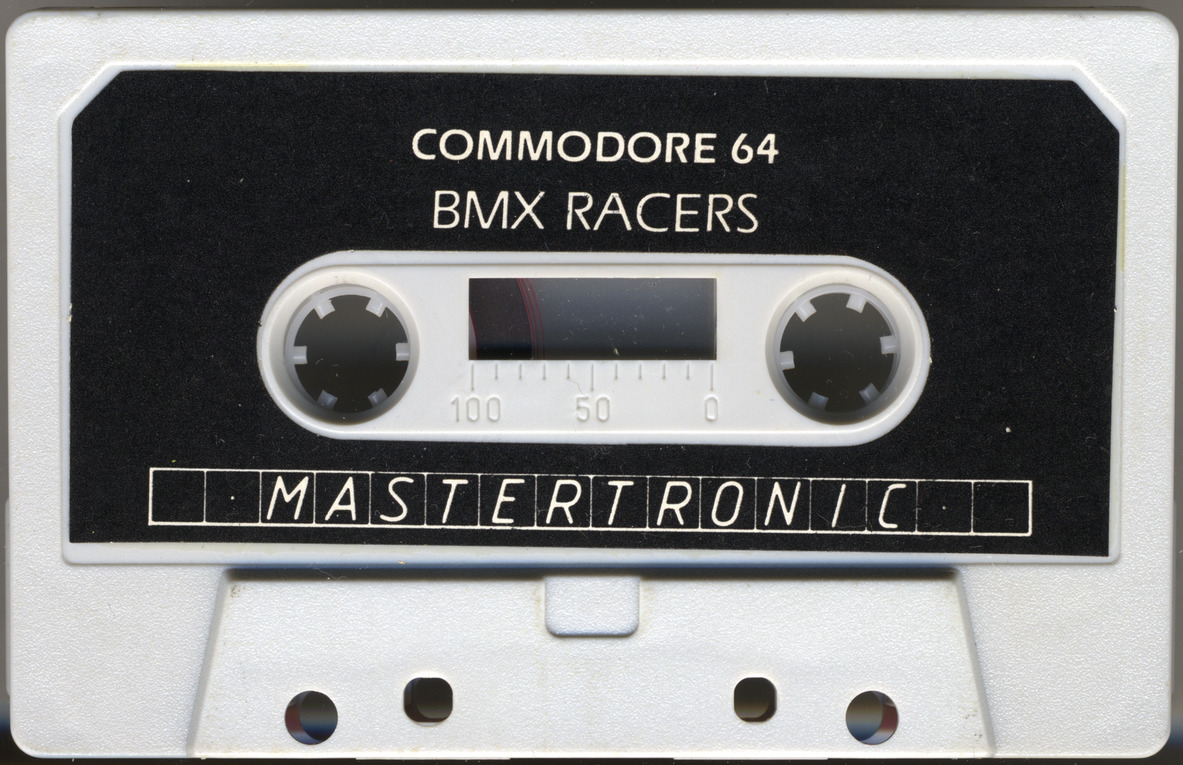 COMMODORE 64
BMX RACERS
100 50 0
MASTERTRONIC